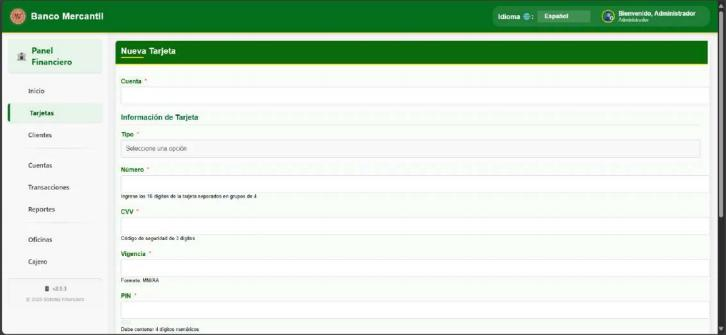 Banco Mercantil
Idioma 🌐: Español
Bienvenido, Administrador
Administrador
Panel
Financiero
Inicio
Tarjetas
Clientes
Cuentas
Transacciones
Reportes
Oficinas
Cajero
v2.5.1
© 2025 Sistema Financiero
Nueva Tarjeta
Cuenta *
Información de Tarjeta
Tipo *
Seleccione una opción
Número *
Ingrese los 16 dígitos de la tarjeta separados en grupos de 4
CVV *
Código de seguridad de 3 dígitos
Vigencia *
Formato: MM/AA
PIN *
Debe contener 4 dígitos numéricos